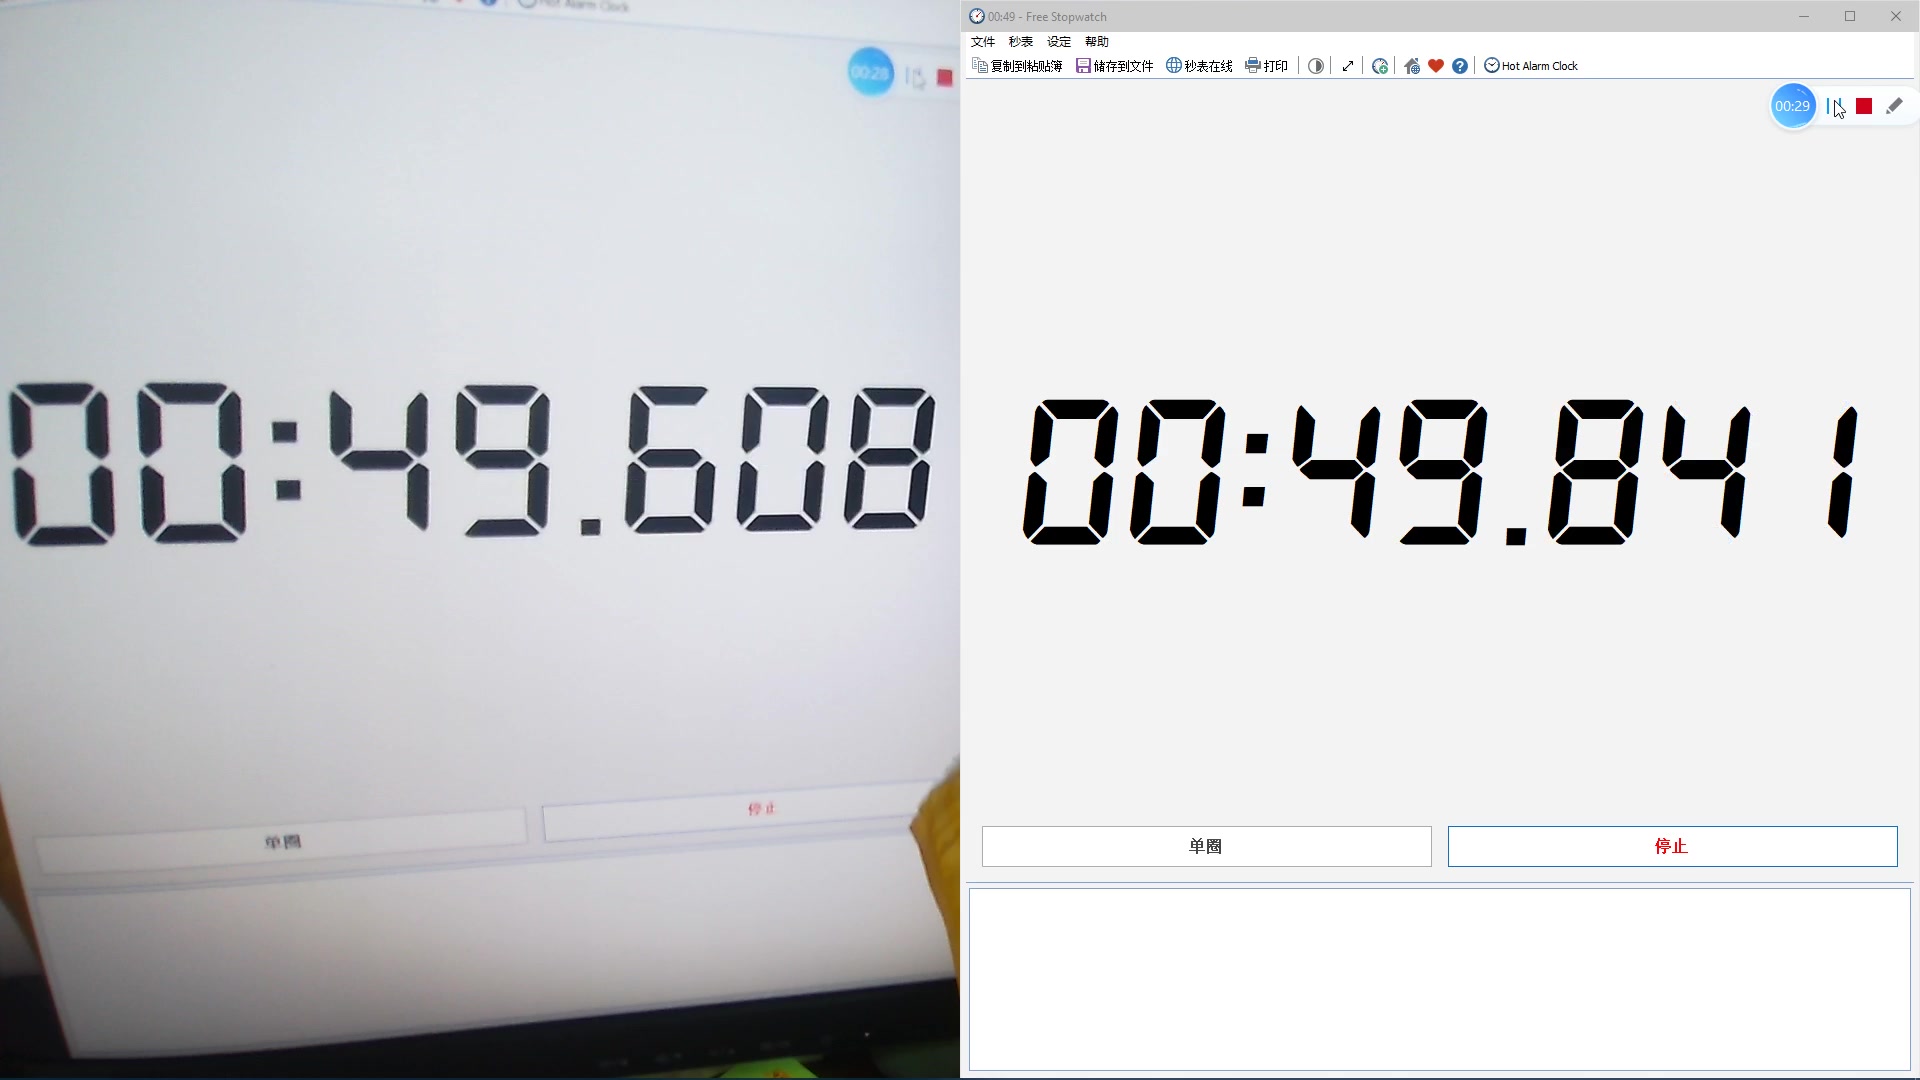 Hot Alarm Clock
00:28
00:49.608
单圈
停止
00:49 - Free Stopwatch
文件 秒表 设定 帮助
复制到粘贴簿 储存到文件 秒表在线 打印 Hot Alarm Clock
00:29
00:49.841
单圈
停止